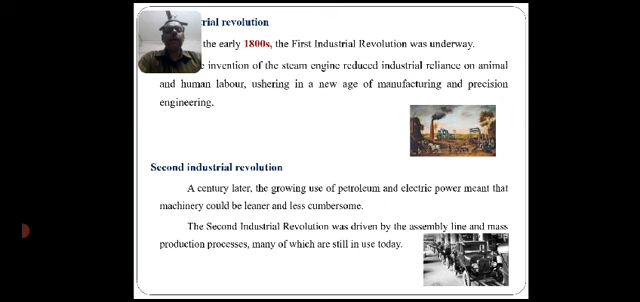 trial revolution
the early 1800s, the First Industrial Revolution was underway.
invention of the steam engine reduced industrial reliance on animal
and human labour, ushering in a new age of manufacturing and precision
engineering.
Second industrial revolution
A century later, the growing use of petroleum and electric power meant that
machinery could be leaner and less cumbersome.
The Second Industrial Revolution was driven by the assembly line and mass
production processes, many of which are still in use today.